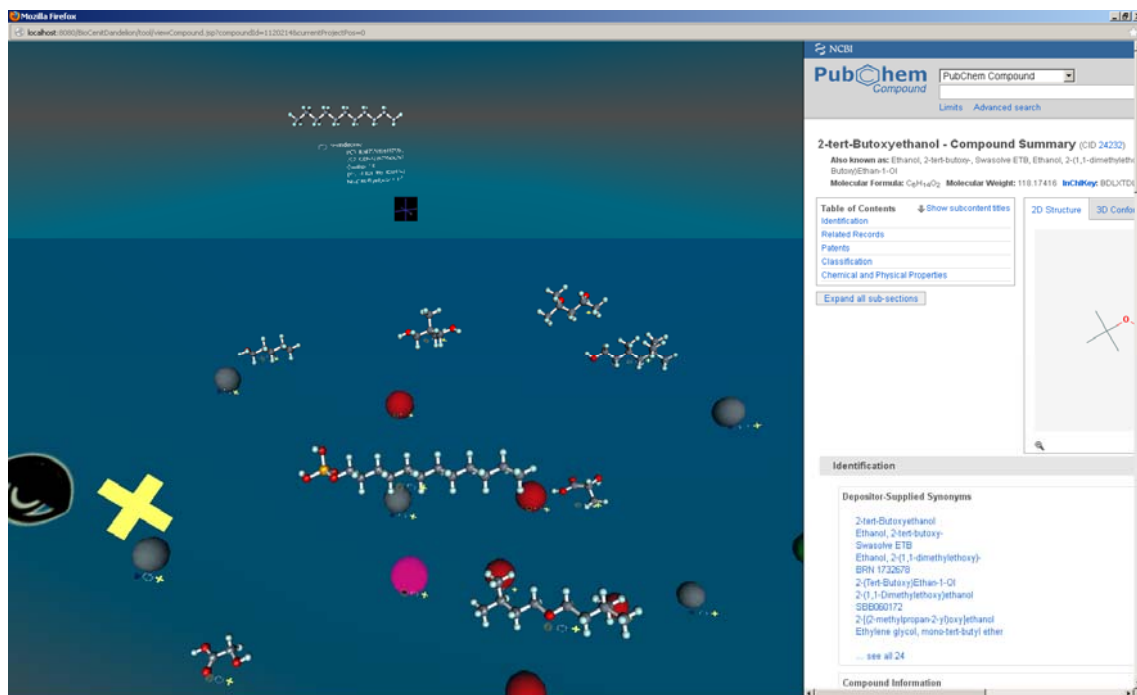 Mozilla Firefox
localhost:8080/BioCentDandelion/tool/viewCompound.jsp?compoundId=1120214&currentProjectPos=0
NCBI
PubChem
Compound
PubChem Compound
Limits Advanced search
2-tert-Butoxyethanol - Compound Summary (CID 24232)
Also known as: Ethanol, 2-tert-butoxy-, Swasolve ETB, Ethanol, 2-(1,1-dimethyletho
Butoxy)Ethan-1-Ol
Molecular Formula: C6H14O2 Molecular Weight: 118.17416 InChIKey: BDLXTDL
Table of Contents Show subcontent titles
Identification
Related Records
Patents
Classification
Chemical and Physical Properties
2D Structure 3D Confo
Expand all sub-sections
O
Identification
Depositor-Supplied Synonyms
2-tert-Butoxyethanol
Ethanol, 2-tert-butoxy-
Swasolve ETB
Ethanol, 2-(1,1-dimethylethoxy)-
BRN 1732678
2-(Tert-Butoxy)Ethan-1-Ol
2-(1,1-Dimethylethoxy)ethanol
SBB060172
2-[(2-methylpropan-2-yl)oxy]ethanol
Ethylene glycol, mono-tert-butyl ether
... see all 24
Compound Information